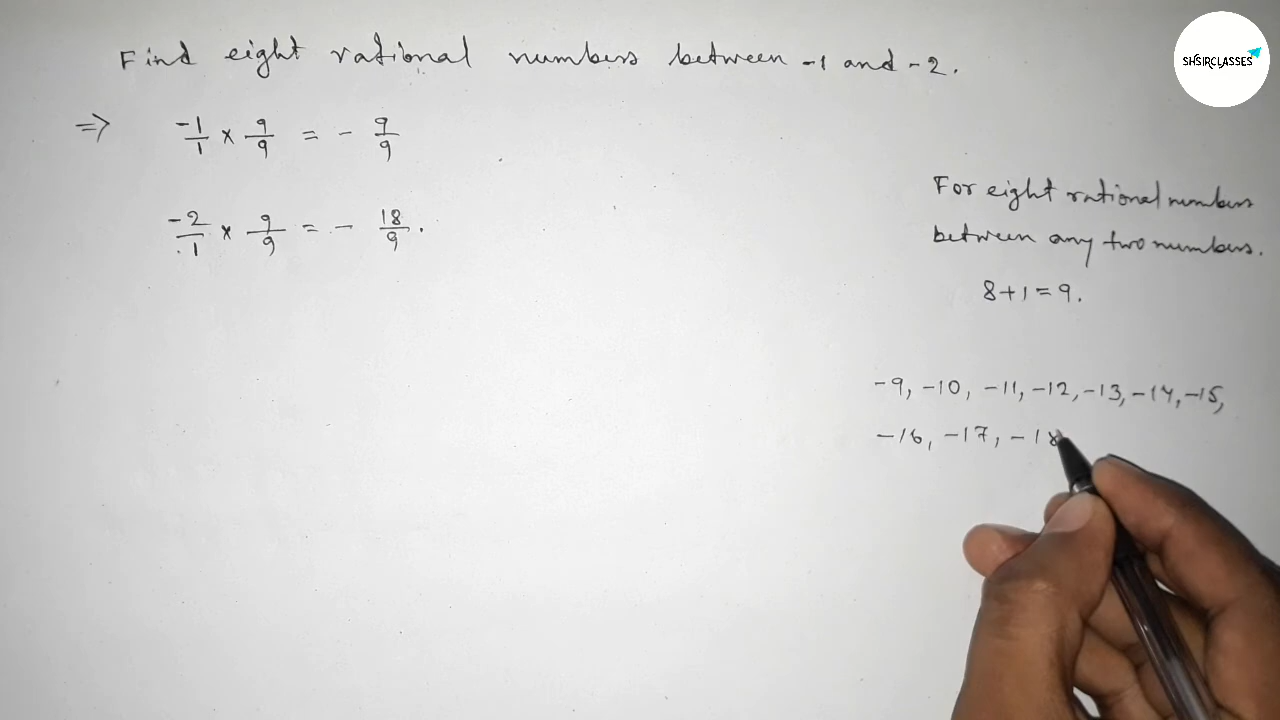 Find eight rational numbers between -1 and -2.
⇒ -1/1 × 9/9 = - 9/9
-2/1 × 9/9 = - 18/9.
For eight rational numbers
between any two numbers.
8+1=9.
-9, -10, -11, -12, -13, -14, -15,
-16, -17, -18
SHSIRCLASSES